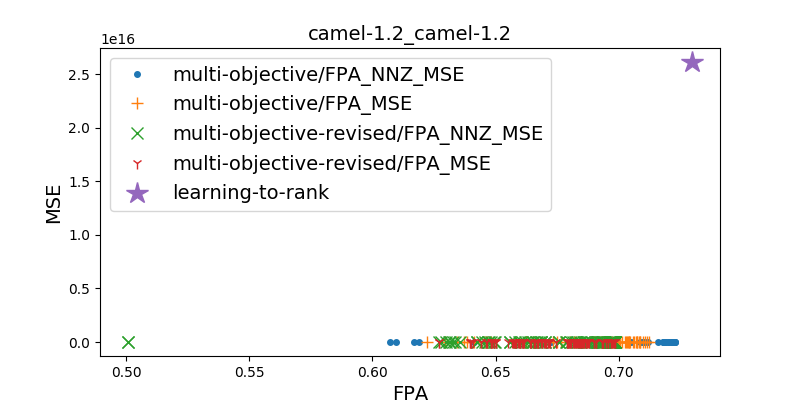 camel-1.2_camel-1.2
1e16
multi-objective/FPA_NNZ_MSE
multi-objective/FPA_MSE
multi-objective-revised/FPA_NNZ_MSE
multi-objective-revised/FPA_MSE
learning-to-rank
MSE
2.5
2.0
1.5
1.0
0.5
0.0
0.50
0.55
0.60
0.65
0.70
FPA